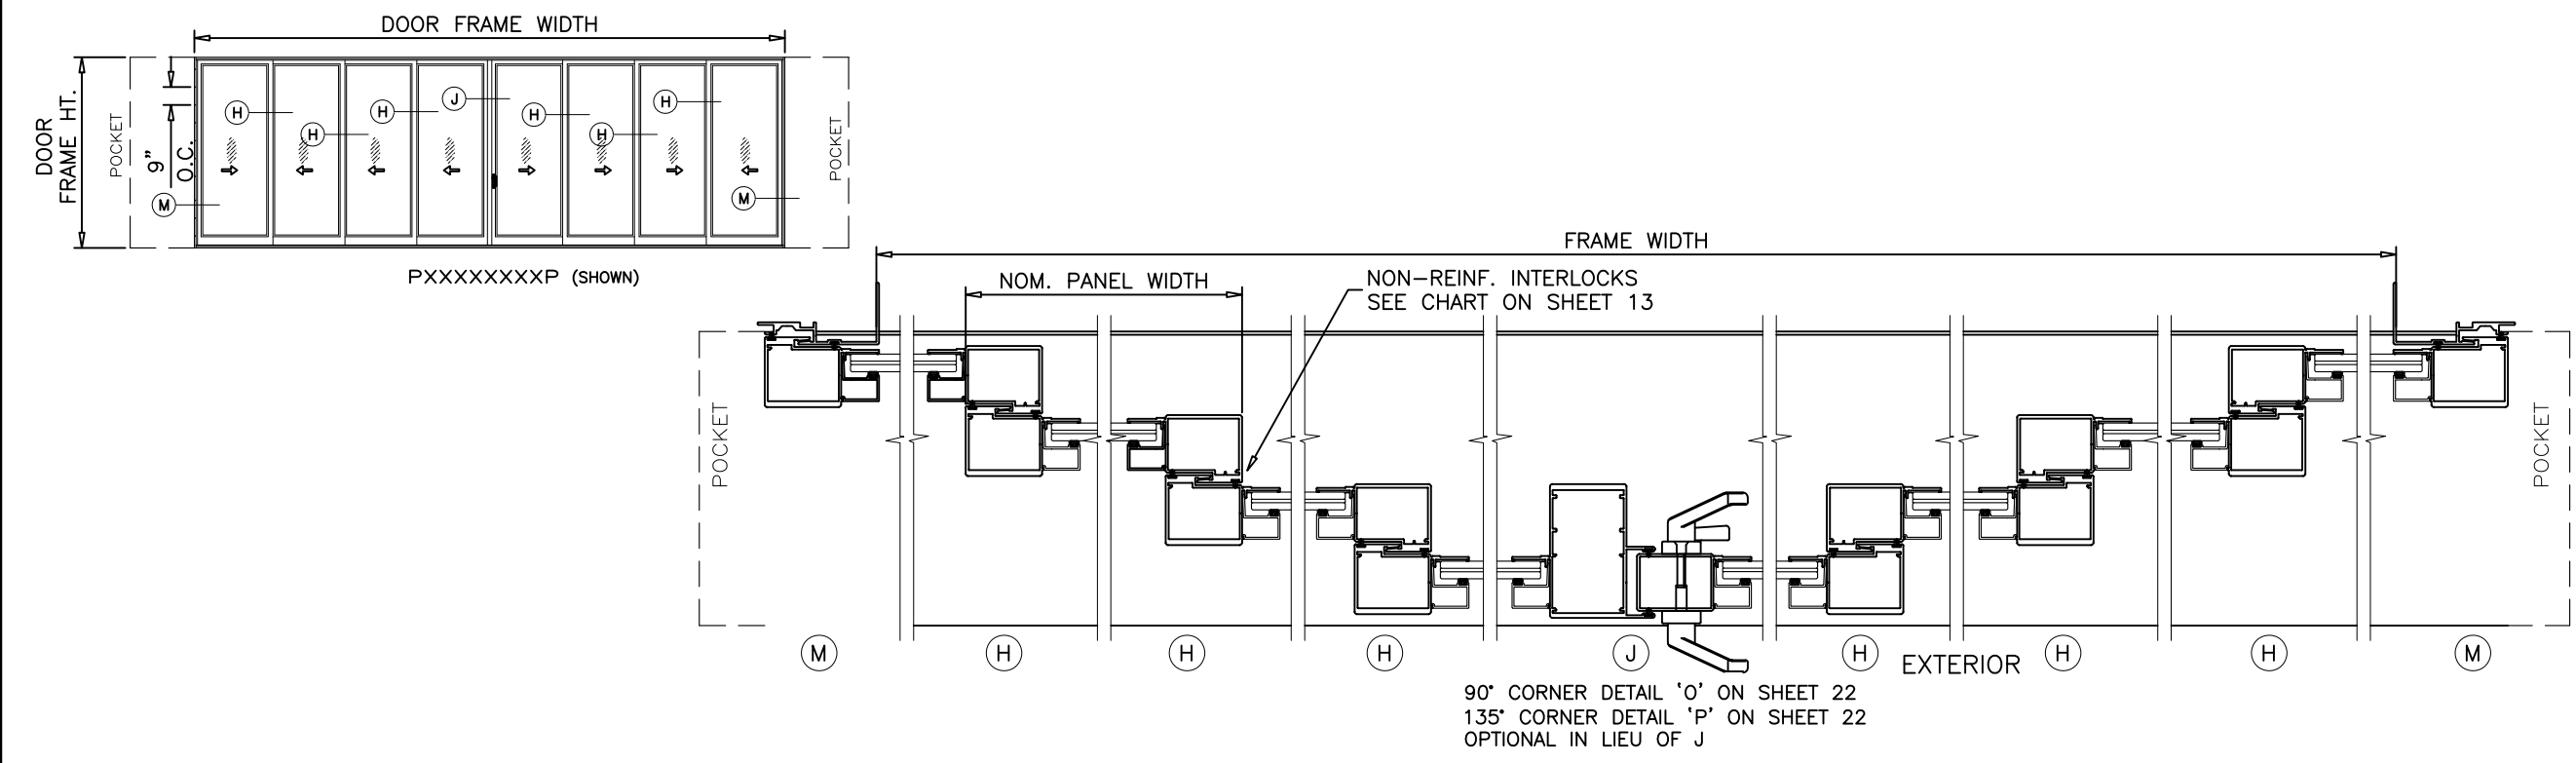 DOOR FRAME WIDTH
DOOR
FRAME HT.
POCKET
9"
O.C.
H
H
H
J
H
H
H
M
M
POCKET
PXXXXXXXXP (SHOWN)
FRAME WIDTH
NOM. PANEL WIDTH
NON-REINF. INTERLOCKS
SEE CHART ON SHEET 13
POCKET
POCKET
M
H
H
H
J
H
H
H
M
EXTERIOR
90° CORNER DETAIL 'O' ON SHEET 22
135° CORNER DETAIL 'P' ON SHEET 22
OPTIONAL IN LIEU OF J